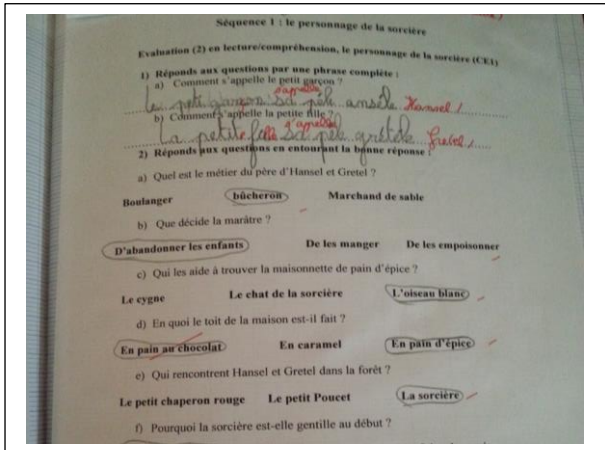 Séquence 1 : le personnage de la sorcière
Evaluation (2) en lecture/compréhension, le personnage de la sorcière (CE1)
1) Réponds aux questions par une phrase complète :
a) Comment s'appelle le petit garçon ?
s'appelle
Le petit garçon sa pèle ansèle Hansel /
b) Comment s'appelle la petite fille ?
s'appelle
La petite fille sa pèle Gretel /
2) Réponds aux questions en entourant la bonne réponse :
a) Quel est le métier du père d'Hansel et Gretel ?
Boulanger bûcheron Marchand de sable
b) Que décide la marâtre ?
D'abandonner les enfants De les manger De les empoisonner
c) Qui les aide à trouver la maisonnette de pain d'épice ?
Le cygne Le chat de la sorcière L'oiseau blanc
d) En quoi le toit de la maison est-il fait ?
En pain au chocolat En caramel En pain d'épice
e) Qui rencontrent Hansel et Gretel dans la forêt ?
Le petit chaperon rouge Le petit Poucet La sorcière
f) Pourquoi la sorcière est-elle gentille au début ?